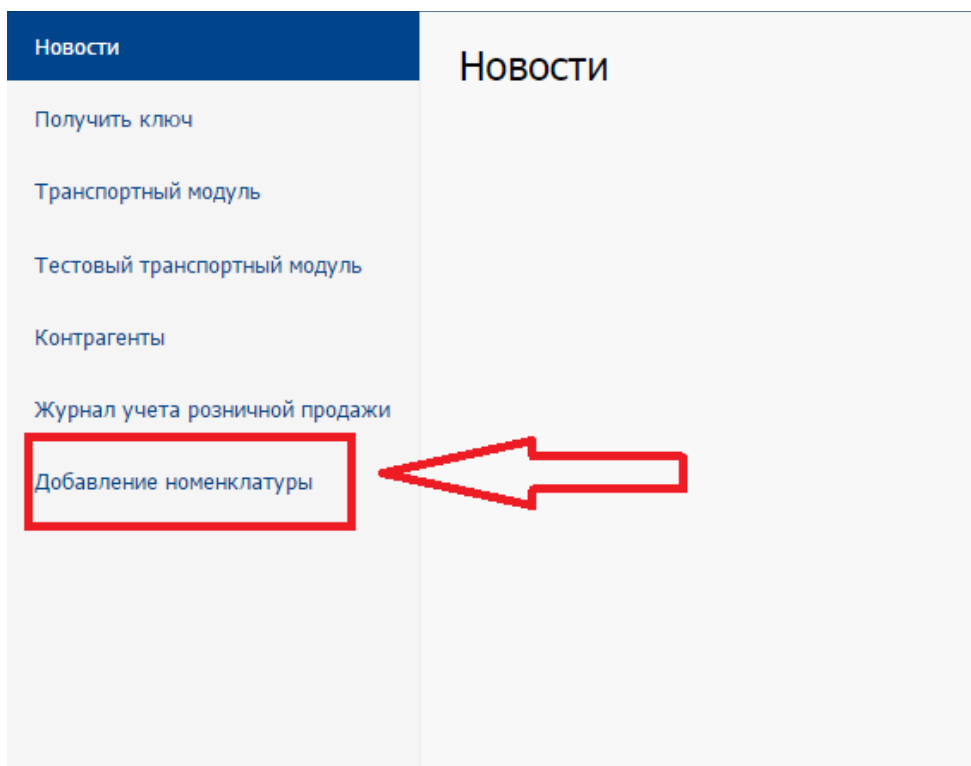 Новости
Новости
Получить ключ
Транспортный модуль
Тестовый транспортный модуль
Контрагенты
Журнал учета розничной продажи
Добавление номенклатуры